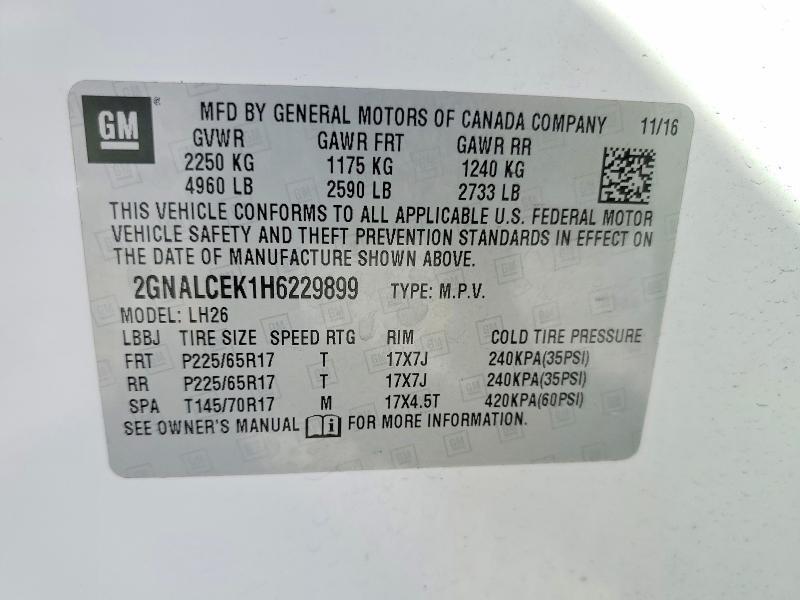 GM
MFD BY GENERAL MOTORS OF CANADA COMPANY 11/16
GVWR GAWR FRT GAWR RR
2250 KG 1175 KG 1240 KG
4960 LB 2590 LB 2733 LB
THIS VEHICLE CONFORMS TO ALL APPLICABLE U.S. FEDERAL MOTOR
VEHICLE SAFETY AND THEFT PREVENTION STANDARDS IN EFFECT ON
THE DATE OF MANUFACTURE SHOWN ABOVE.
2GNALCEK1H6229899 TYPE: M.P.V.
MODEL: LH26
LBBJ TIRE SIZE SPEED RTG RIM COLD TIRE PRESSURE
FRT P225/65R17 T 17X7J 240KPA(35PSI)
RR P225/65R17 T 17X7J 240KPA(35PSI)
SPA T145/70R17 M 17X4.5T 420KPA(60PSI)
SEE OWNER'S MANUAL FOR MORE INFORMATION.